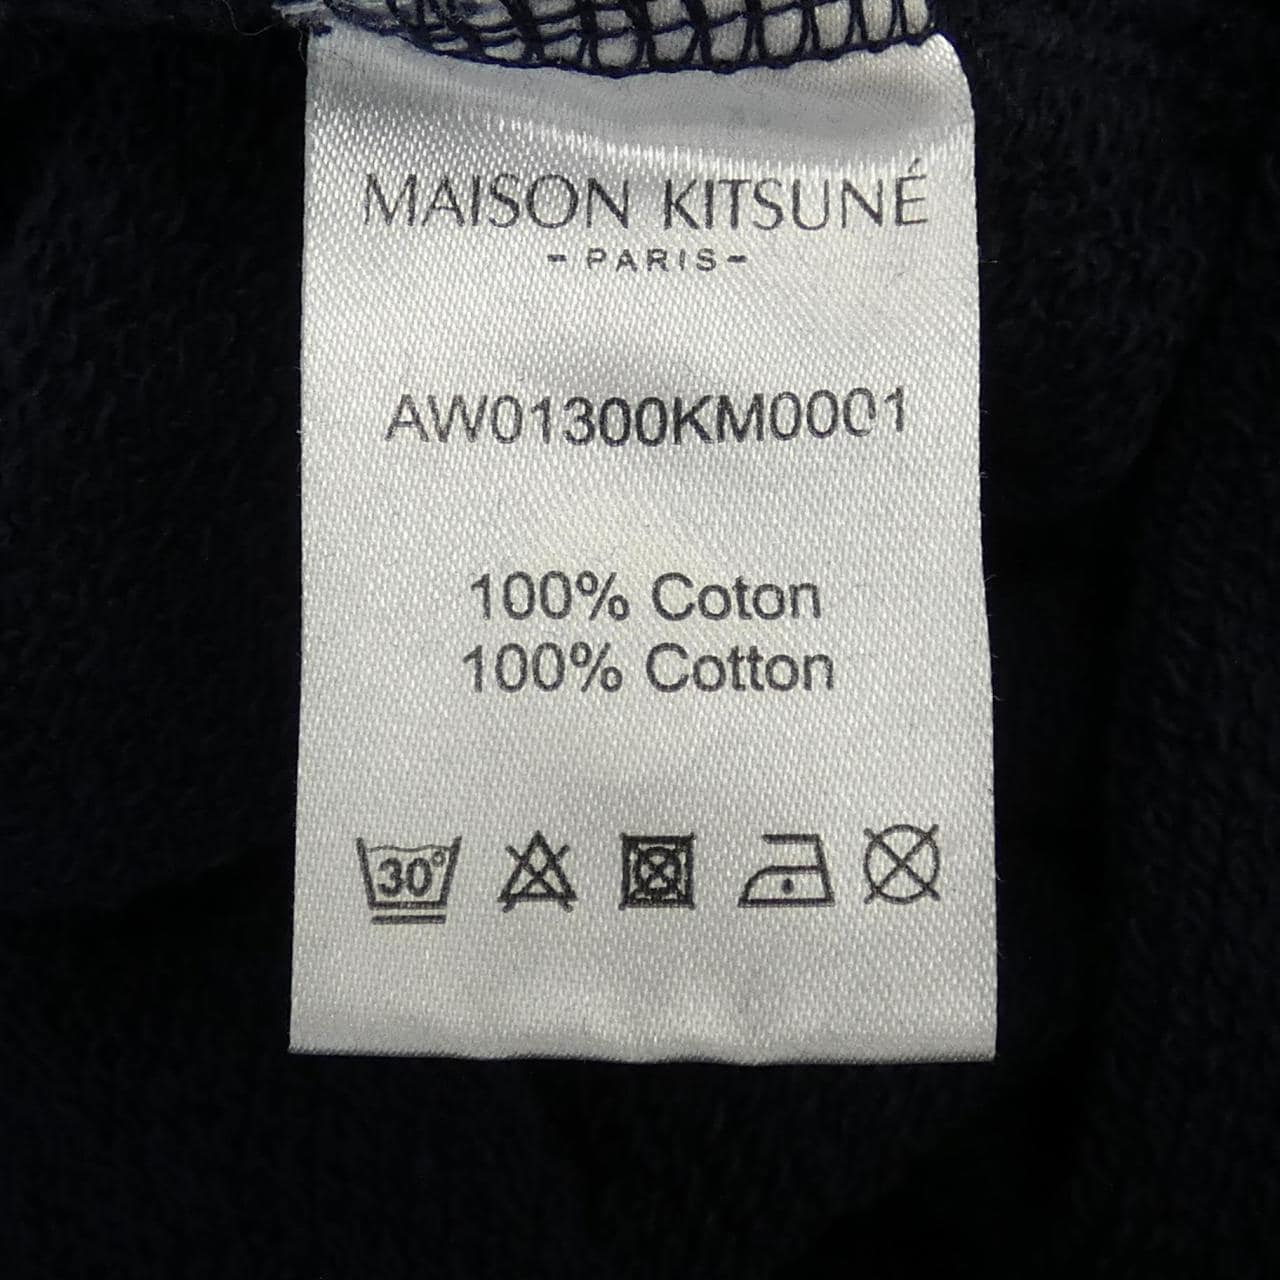 MAISON KITSUNÉ
- PARIS -
AW01300KM0001
100% Coton
100% Cotton
30°